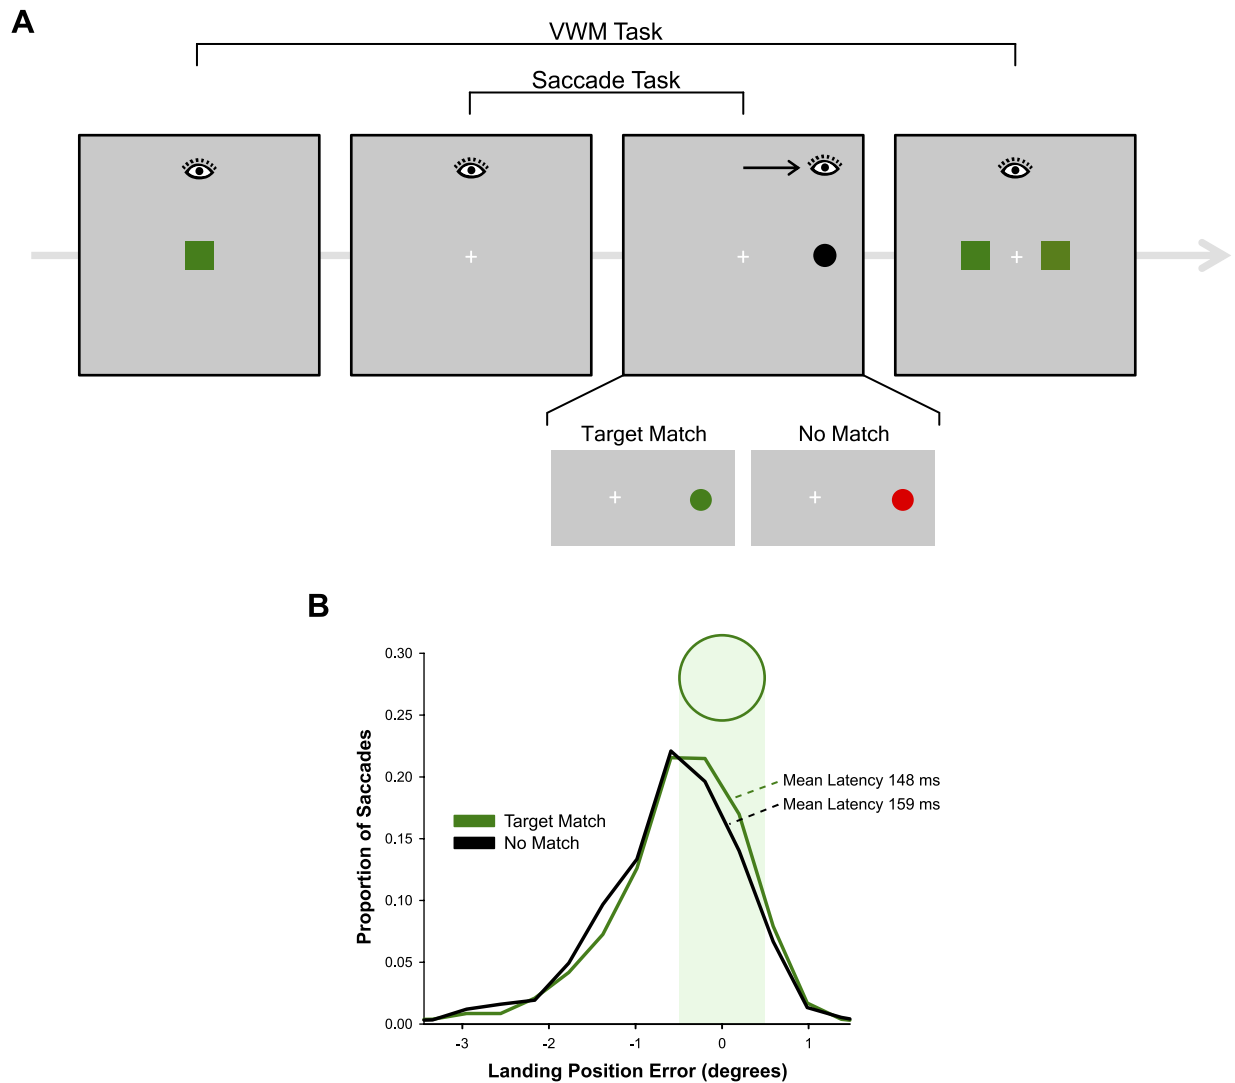 A
VWM Task
Saccade Task
Target Match
No Match
B
0.30
0.25
0.20
0.15
0.10
0.05
0.00
Proportion of Saccades
Mean Latency 148 ms
Mean Latency 159 ms
Target Match
No Match
-3
-2
-1
0
1
Landing Position Error (degrees)